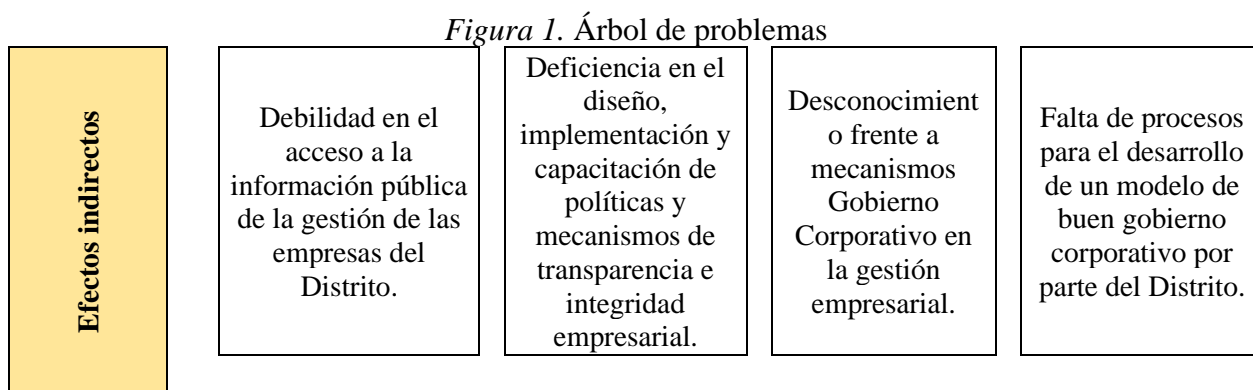 Figura 1. Árbol de problemas
Efectos indirectos
Debilidad en el
acceso a la
información pública
de la gestión de las
empresas del
Distrito.
Deficiencia en el
diseño,
implementación y
capacitación de
políticas y
mecanismos de
transparencia e
integridad
empresarial.
Desconocimient
o frente a
mecanismos
Gobierno
Corporativo en
la gestión
empresarial.
Falta de procesos
para el desarrollo
de un modelo de
buen gobierno
corporativo por
parte del Distrito.